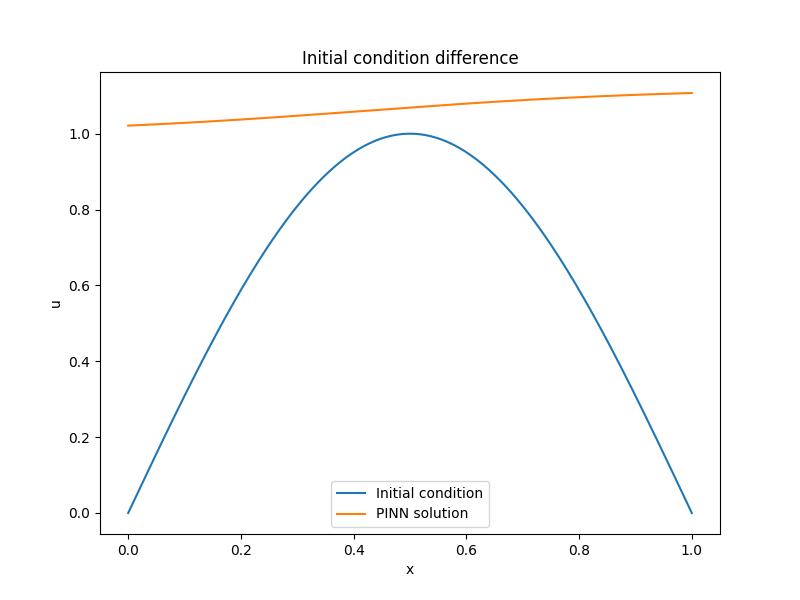 Initial condition difference
1.0
0.8
0.6
0.4
0.2
0.0
u
Initial condition
PINN solution
0.0 0.2 0.4 0.6 0.8 1.0
x